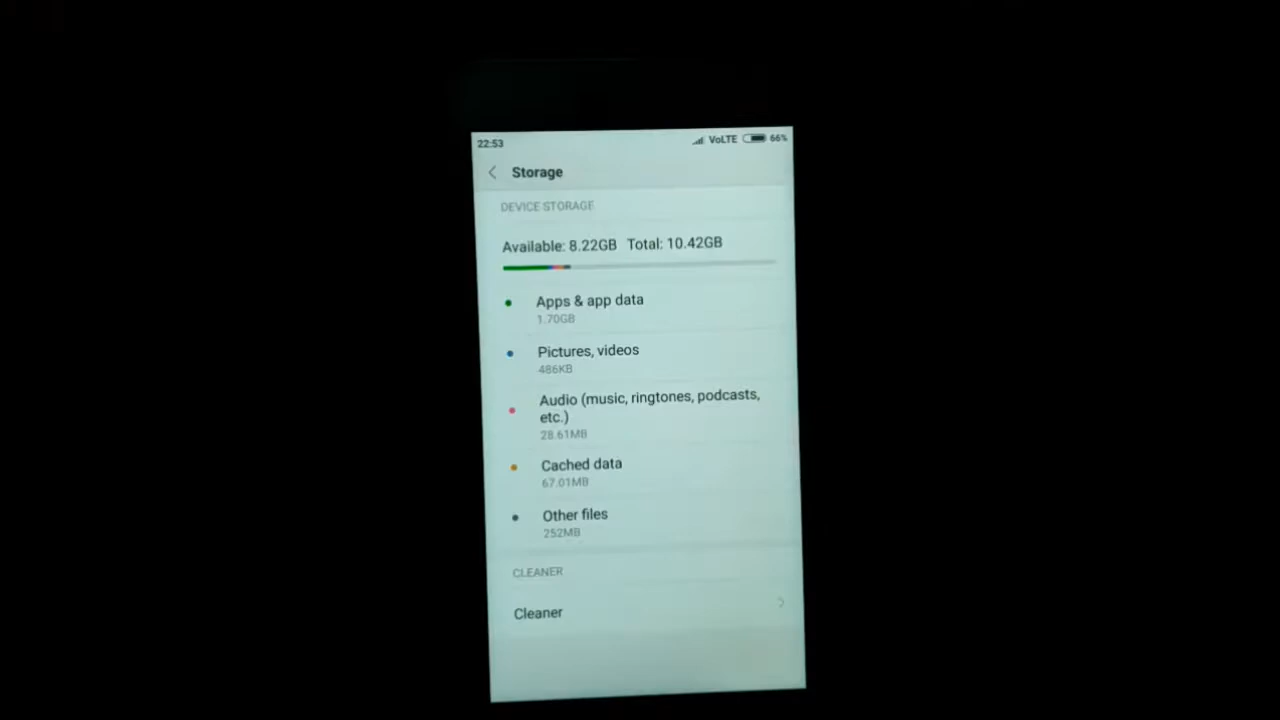 22:53 VoLTE 66%
Storage
DEVICE STORAGE
Available: 8.22GB Total: 10.42GB
Apps & app data
1.70GB
Pictures, videos
486KB
Audio (music, ringtones, podcasts,
etc.)
28.61MB
Cached data
67.01MB
Other files
252MB
CLEANER
Cleaner